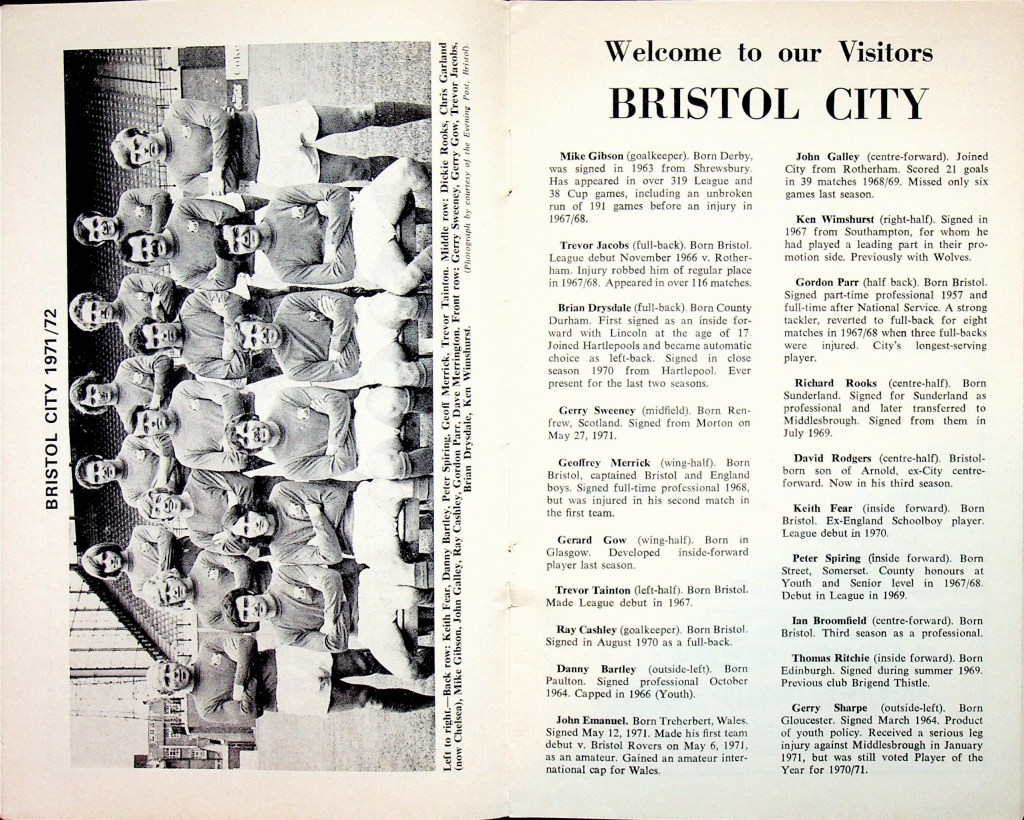 BRISTOL CITY 1971/72
Coke
Left to right.—Back row: Keith Fear, Danny Bartley, Peter Spiring, Geoff Merrick, Trevor Tainton. Middle row: Dickie Rooks, Chris Garland
(now Chelsea), Mike Gibson, John Galley, Ray Cashley, Gordon Parr, Dave Merrington. Front row: Gerry Sweeney, Gerry Gow, Trevor Jacobs,
Brian Drysdale, Ken Wimshurst.
(Photograph by courtesy of the Evening Post, Bristol).
Welcome to our Visitors
BRISTOL CITY
Mike Gibson (goalkeeper). Born Derby,
was signed in 1963 from Shrewsbury.
Has appeared in over 319 League and
38 Cup games, including an unbroken
run of 191 games before an injury in
1967/68.
Trevor Jacobs (full-back). Born Bristol.
League debut November 1966 v. Rother-
ham. Injury robbed him of regular place
in 1967/68. Appeared in over 116 matches.
Brian Drysdale (full-back). Born County
Durham. First signed as an inside for-
ward with Lincoln at the age of 17.
Joined Hartlepools and became automatic
choice as left-back. Signed in close
season 1970 from Hartlepool. Ever
present for the last two seasons.
Gerry Sweeney (midfield). Born Ren-
frew, Scotland. Signed from Morton on
May 27, 1971.
Geoffrey Merrick (wing-half). Born
Bristol, captained Bristol and England
boys. Signed full-time professional 1968,
but was injured in his second match in
the first team.
Gerard Gow (wing-half). Born in
Glasgow. Developed inside-forward
player last season.
Trevor Tainton (left-half). Born Bristol.
Made League debut in 1967.
Ray Cashley (goalkeeper). Born Bristol.
Signed in August 1970 as a full-back.
Danny Bartley (outside-left). Born
Paulton. Signed professional October
1964. Capped in 1966 (Youth).
John Emanuel. Born Treherbert, Wales.
Signed May 12, 1971. Made his first team
debut v. Bristol Rovers on May 6, 1971,
as an amateur. Gained an amateur inter-
national cap for Wales.
John Galley (centre-forward). Joined
City from Rotherham. Scored 21 goals
in 39 matches 1968/69. Missed only six
games last season.
Ken Wimshurst (right-half). Signed in
1967 from Southampton, for whom he
had played a leading part in their pro-
motion side. Previously with Wolves.
Gordon Parr (half back). Born Bristol.
Signed part-time professional 1957 and
full-time after National Service. A strong
tackler, reverted to full-back for eight
matches in 1967/68 when three full-backs
were injured. City's longest-serving
player.
Richard Rooks (centre-half). Born
Sunderland. Signed for Sunderland as
professional and later transferred to
Middlesbrough. Signed from them in
July 1969.
David Rodgers (centre-half). Bristol-
born son of Arnold, ex-City centre-
forward. Now in his third season.
Keith Fear (inside forward). Born
Bristol. Ex-England Schoolboy player.
League debut in 1970.
Peter Spiring (inside forward). Born
Street, Somerset. County honours at
Youth and Senior level in 1967/68.
Debut in League in 1969.
Ian Broomfield (centre-forward). Born
Bristol. Third season as a professional.
Thomas Ritchie (inside forward). Born
Edinburgh. Signed during summer 1969.
Previous club Brigend Thistle.
Gerry Sharpe (outside-left). Born
Gloucester. Signed March 1964. Product
of youth policy. Received a serious leg
injury against Middlesbrough in January
1971, but was still voted Player of the
Year for 1970/71.